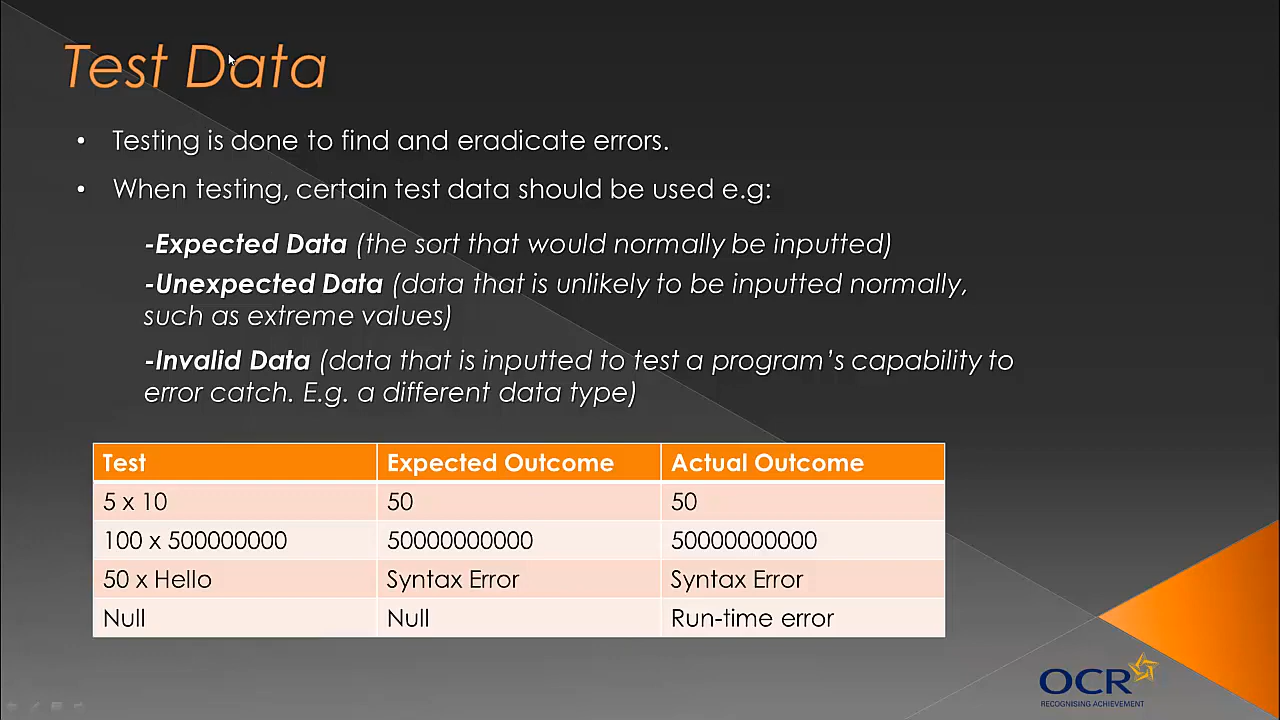 Test Data
• Testing is done to find and eradicate errors.
• When testing, certain test data should be used e.g:
-Expected Data (the sort that would normally be inputted)
-Unexpected Data (data that is unlikely to be inputted normally,
such as extreme values)
-Invalid Data (data that is inputted to test a program's capability to
error catch. E.g. a different data type)
Test Expected Outcome Actual Outcome
5 x 10 50 50
100 x 500000000 50000000000 50000000000
50 x Hello Syntax Error Syntax Error
Null Null Run-time error
OCR
RECOGNISING ACHIEVEMENT